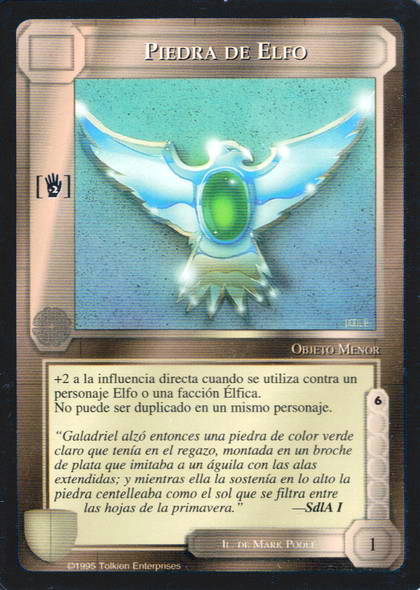 PIEDRA DE ELFO
[2]
OBJETO MENOR
+2 a la influencia directa cuando se utiliza contra un
personaje Elfo o una facción Élfica.
No puede ser duplicado en un mismo personaje.
6
“Galadriel alzó entonces una piedra de color verde
claro que tenía en el regazo, montada en un broche
de plata que imitaba a un águila con las alas
extendidas; y mientras ella la sostenía en lo alto la
piedra centelleaba como el sol que se filtra entre
las hojas de la primavera.” —SdlA I
IL. DE MARK POOLE
1
©1995 Tolkien Enterprises